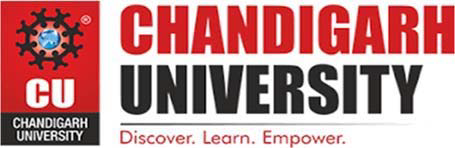 CU
CHANDIGARH
UNIVERSITY
®
CHANDIGARH
UNIVERSITY
Discover. Learn. Empower.